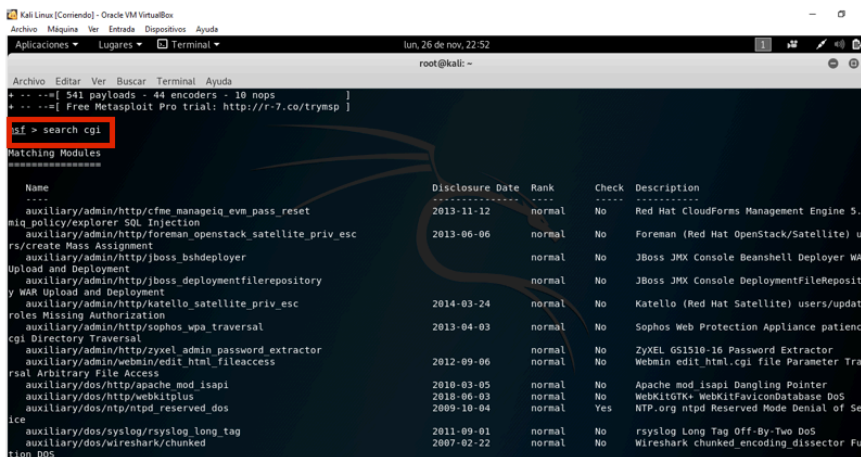 Kali Linux [Corriendo] - Oracle VM VirtualBox
Archivo Máquina Ver Entrada Dispositivos Ayuda
Aplicaciones Lugares Terminal lun, 26 de nov, 22:52 1
root@kali: ~
Archivo Editar Ver Buscar Terminal Ayuda
+ -- --=[ 541 payloads - 44 encoders - 10 nops ]
+ -- --=[ Free Metasploit Pro trial: http://r-7.co/trymsp ]
msf > search cgi
Matching Modules
================
Name Disclosure Date Rank Check Description
---- --------------- ---- ----- -----------
auxiliary/admin/http/cfme_manageiq_evm_pass_reset 2013-11-12 normal No Red Hat CloudForms Management Engine 5.
miq_policy/explorer SQL Injection
auxiliary/admin/http/foreman_openstack_satellite_priv_esc 2013-06-06 normal No Foreman (Red Hat OpenStack/Satellite) u
rs/create Mass Assignment
auxiliary/admin/http/jboss_bshdeployer normal No JBoss JMX Console Beanshell Deployer WA
Upload and Deployment
auxiliary/admin/http/jboss_deploymentfilerepository normal No JBoss JMX Console DeploymentFileReposit
y WAR Upload and Deployment
auxiliary/admin/http/katello_satellite_priv_esc 2014-03-24 normal No Katello (Red Hat Satellite) users/updat
roles Missing Authorization
auxiliary/admin/http/sophos_wpa_traversal 2013-04-03 normal No Sophos Web Protection Appliance patienc
cgi Directory Traversal
auxiliary/admin/http/zyxel_admin_password_extractor normal No ZyXEL GS1510-16 Password Extractor
auxiliary/admin/webmin/edit_html_fileaccess 2012-09-06 normal No Webmin edit_html.cgi file Parameter Tra
rsal Arbitrary File Access
auxiliary/dos/http/apache_mod_isapi 2010-03-05 normal No Apache mod_isapi Dangling Pointer
auxiliary/dos/http/webkitplus 2018-06-03 normal No WebKitGTK+ WebKitFaviconDatabase DoS
auxiliary/dos/ntp/ntpd_reserved_dos 2009-10-04 normal Yes NTP.org ntpd Reserved Mode Denial of Se
ice
auxiliary/dos/syslog/rsyslog_long_tag 2011-09-01 normal No rsyslog Long Tag Off-By-Two DoS
auxiliary/dos/wireshark/chunked 2007-02-22 normal No Wireshark chunked_encoding_dissector Fu
tion DOS